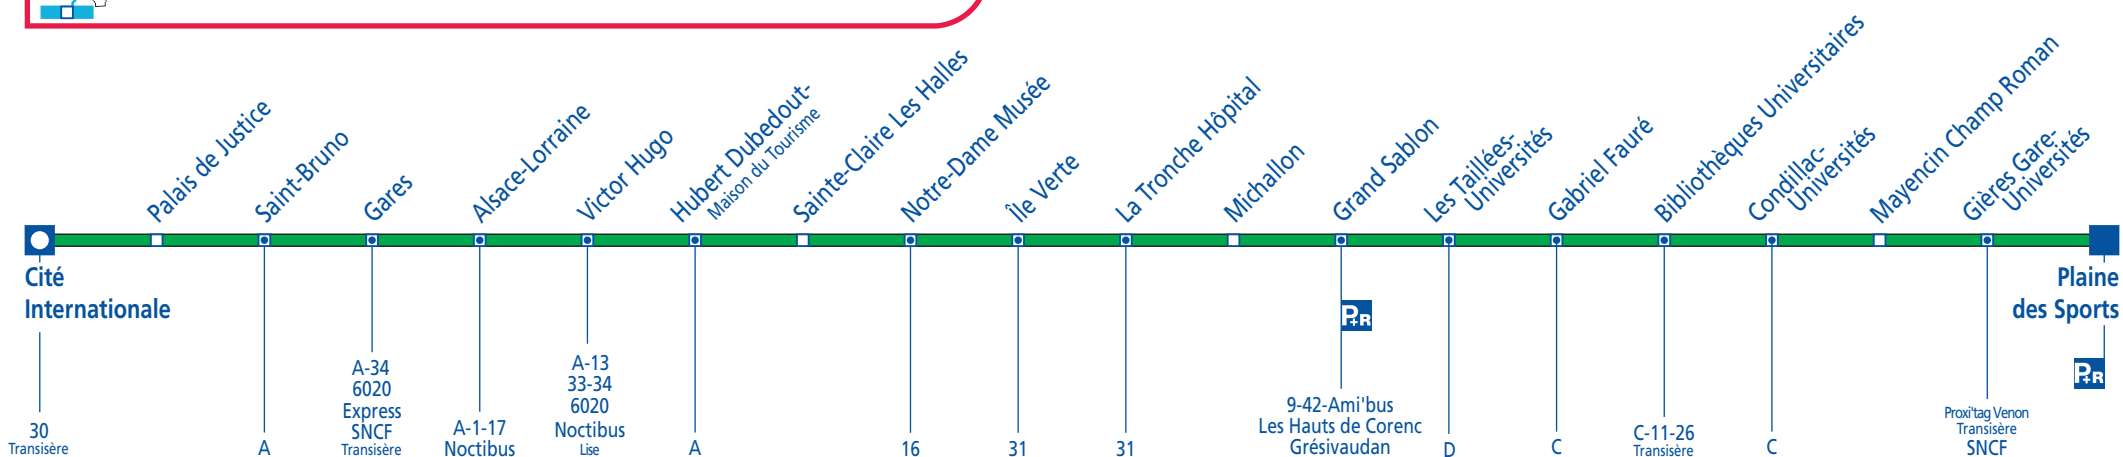 Palais de Justice
Saint-Bruno
Gares
Alsace-Lorraine
Victor Hugo
Hubert Dubedout-
Maison du Tourisme
Sainte-Claire Les Halles
Notre-Dame Musée
Île Verte
La Tronche Hôpital
Michallon
Grand Sablon
Les Taillées-
Universités
Gabriel Fauré
Bibliothèques Universitaires
Condillac-
Universités
Mayencin Champ Roman
Gières Gare-
Universités
Cité
Internationale
Plaine
des Sports
30
Transisère
A
A-34
6020
Express
SNCF
Transisère
A-1-17
Noctibus
A-13
33-34
6020
Noctibus
Lise
A
16
31
31
P+R
9-42-Ami'bus
Les Hauts de Corenc
Grésivaudan
D
C
C-11-26
Transisère
C
Proxi'tag Venon
Transisère
SNCF
P+R